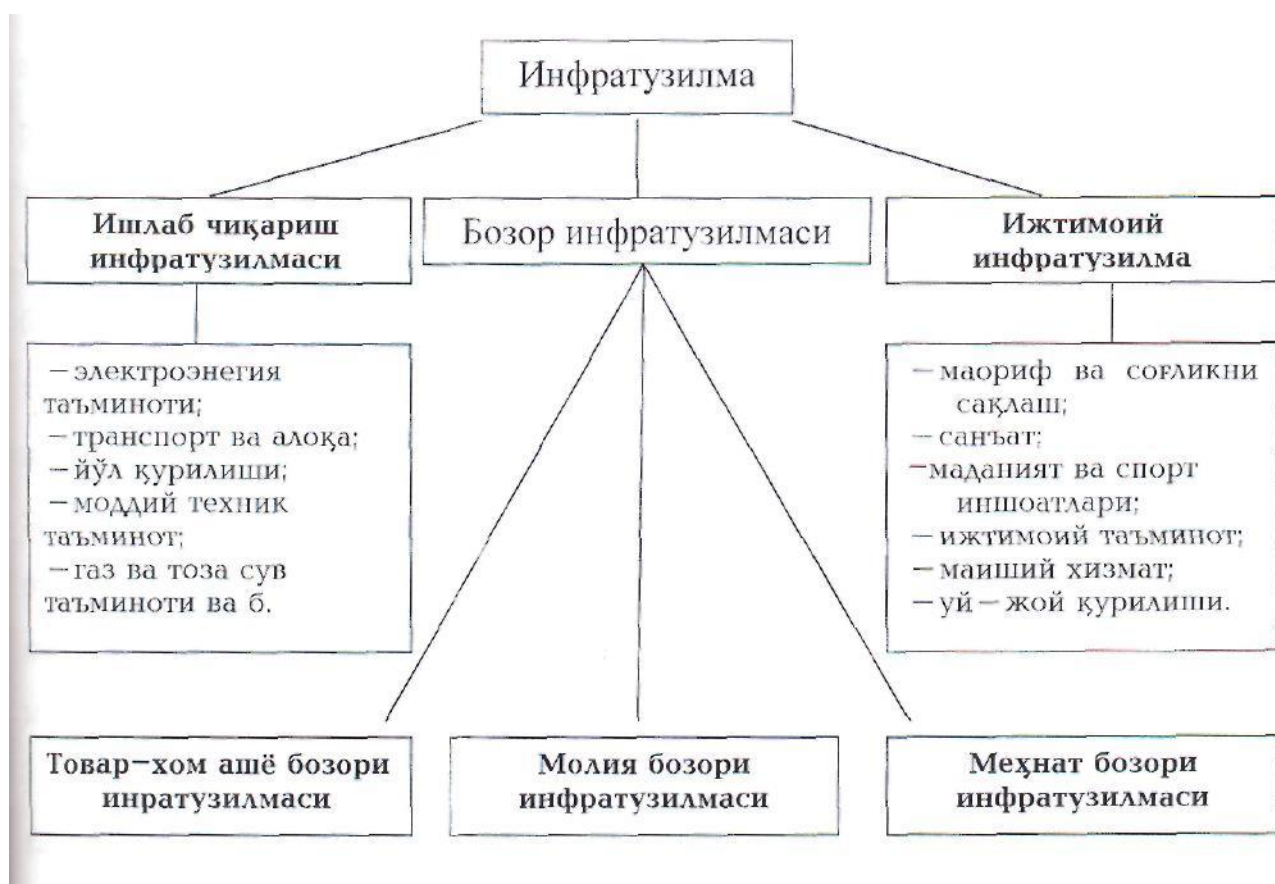 Инфратузилма
Ишлаб чиқариш
инфратузилмаси
Бозор инфратузилмаси
Ижтимоий
инфратузилма
—электроэнегия
таъминоти;
—транспорт ва алоқа;
—йўл қурилиши;
—моддий техник
таъминот;
—газ ва тоза сув
таъминоти ва б.
—маориф ва соғликни
сақлаш;
—санъат;
—маданият ва спорт
иншоатлари;
—ижтимоий таъминот;
—маиший хизмат;
—уй—жой қурилиши.
Товар—хом ашё бозори
инратузилмаси
Молия бозори
инфратузилмаси
Меҳнат бозори
инфратузилмаси